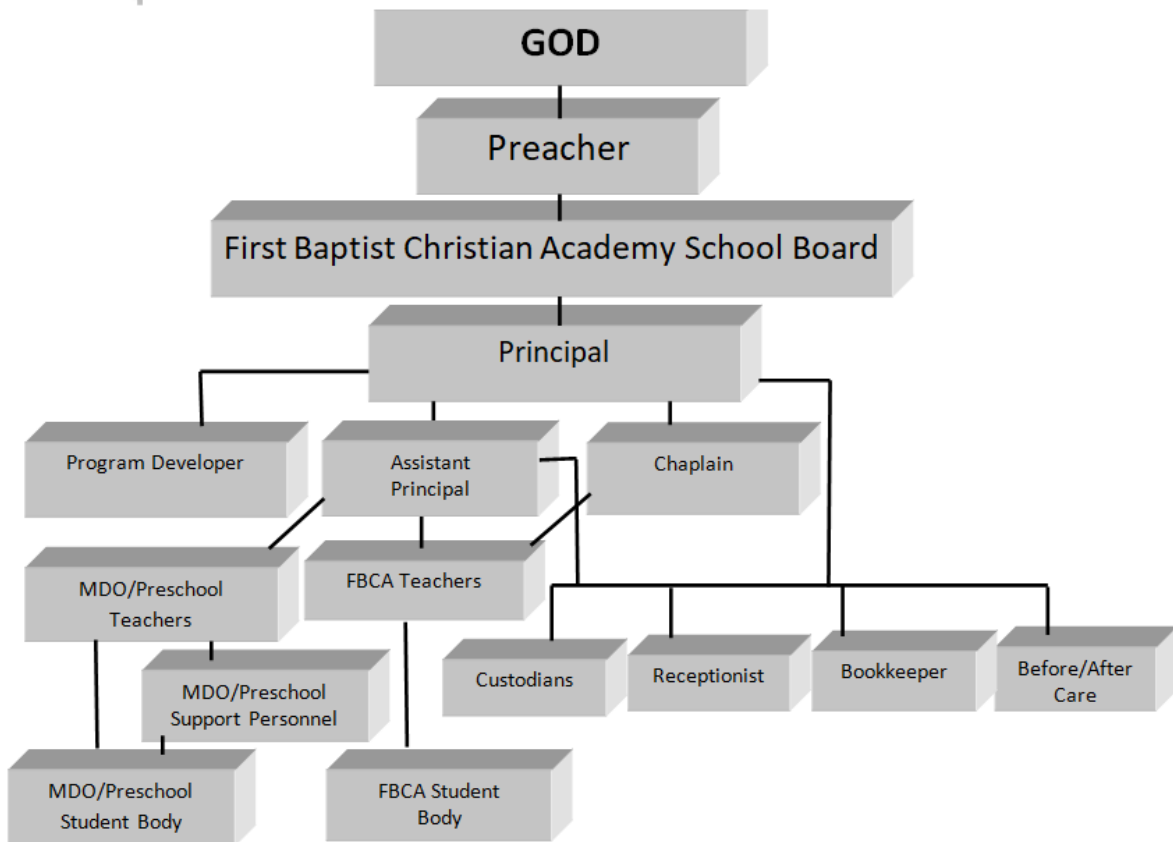 GOD
Preacher
First Baptist Christian Academy School Board
Principal
Program Developer
Assistant
Principal
Chaplain
MDO/Preschool
Teachers
FBCA Teachers
Custodians
Receptionist
Bookkeeper
Before/After
Care
MDO/Preschool
Support Personnel
MDO/Preschool
Student Body
FBCA Student
Body